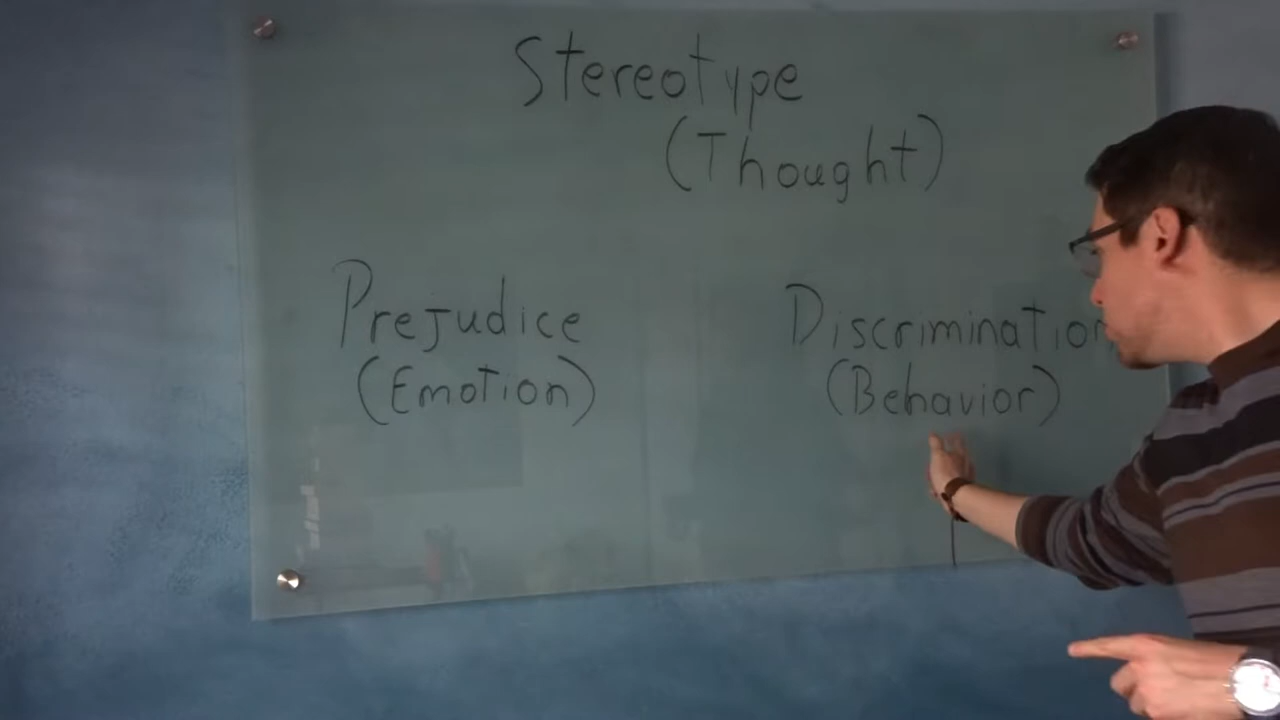 Stereotype
(Thought)
Prejudice
(Emotion)
Discrimination
(Behavior)